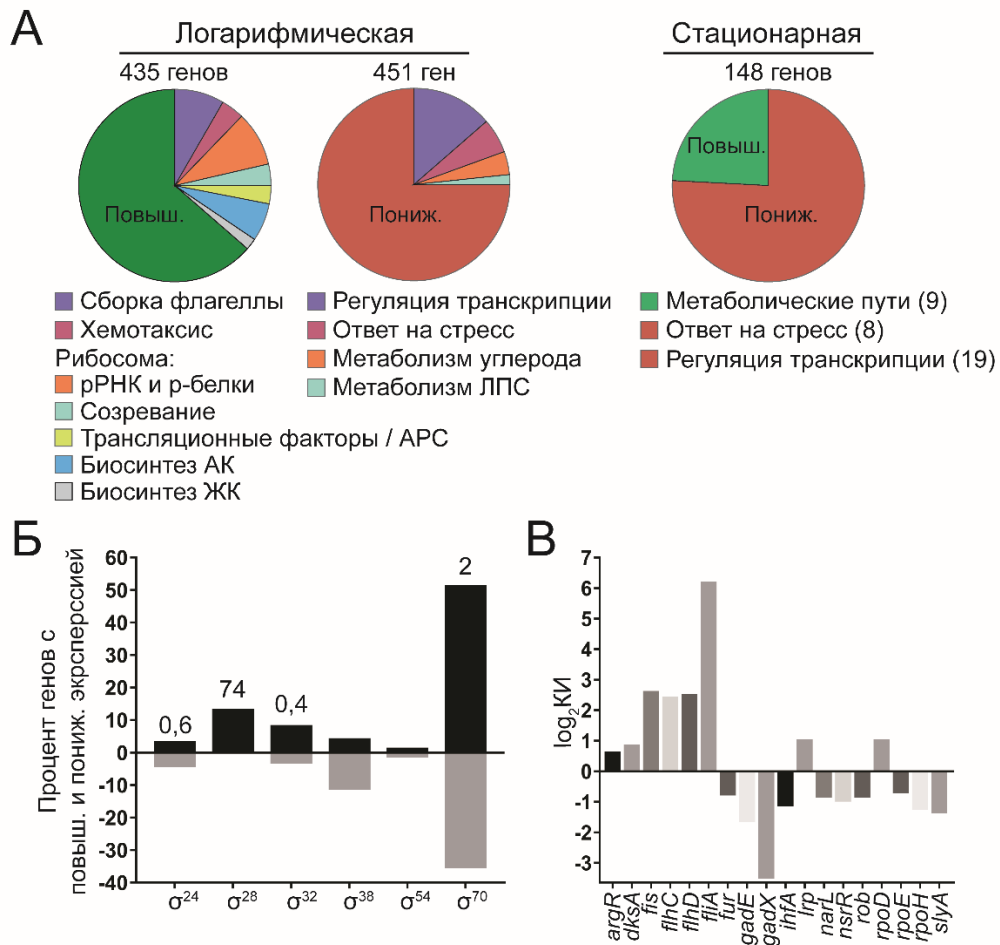 А
Логарифмическая
Стационарная
435 генов
451 ген
148 генов
Повыш.
Пониж.
Повыш.
Пониж.
Сборка флагеллы
Хемотаксис
Рибосома:
рРНК и р-белки
Созревание
Трансляционные факторы / АРС
Биосинтез АК
Биосинтез ЖК
Регуляция транскрипции
Ответ на стресс
Метаболизм углерода
Метаболизм ЛПС
Метаболические пути (9)
Ответ на стресс (8)
Регуляция транскрипции (19)
Б
Процент генов с
повыш. и пониж. экрсперссией
60
50
40
30
20
10
0
-10
-20
-30
-40
0,6
74
0,4
2
σ²⁴
σ²⁸
σ³²
σ³⁸
σ⁵⁴
σ⁷⁰
В
log₂КИ
7
6
5
4
3
2
1
0
-1
-2
-3
argR
dksA
fis
flhC
flhD
fliA
fur
gadE
gadX
ihfA
lrp
narL
nsrR
rob
rpoD
rpoE
rpoH
slyA